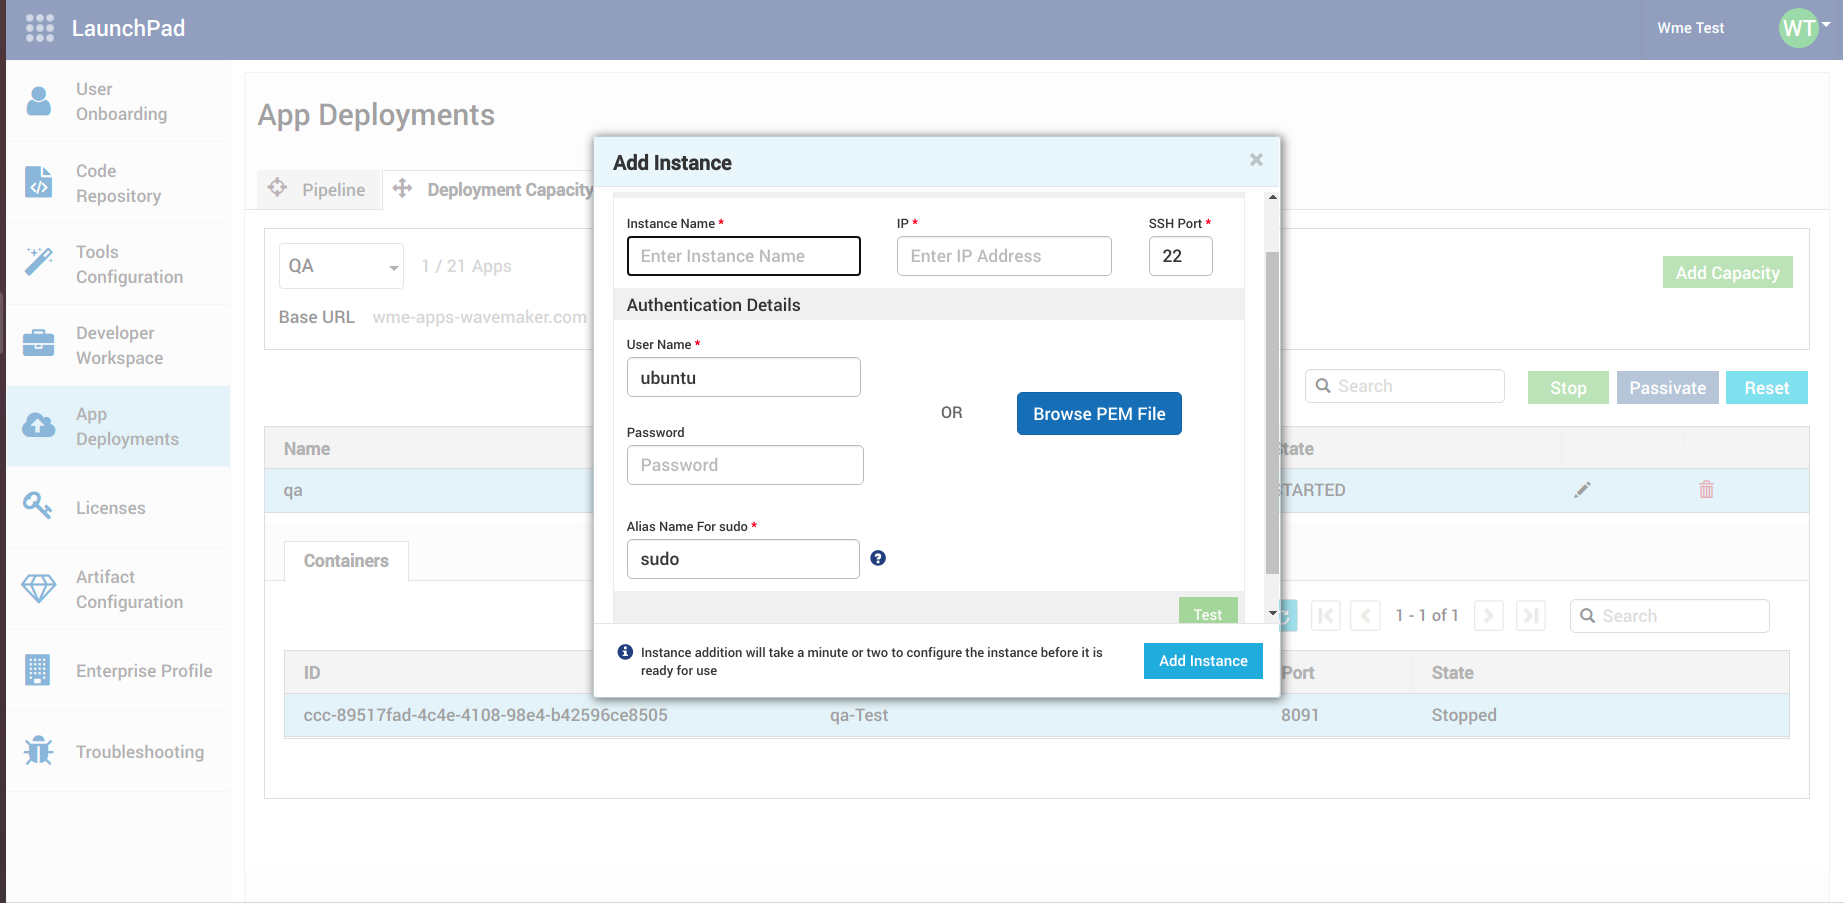 LaunchPad
Wme Test
WT
User
Onboarding
Code
Repository
Tools
Configuration
Developer
Workspace
App
Deployments
Licenses
Artifact
Configuration
Enterprise Profile
Troubleshooting
App Deployments
Pipeline
Deployment Capacity
QA
1 / 21 Apps
Add Capacity
Base URL wme-apps-wavemaker.com
Search
Stop
Passivate
Reset
Name
State
qa
STARTED
Containers
1 - 1 of 1
Search
ID
Port
State
ccc-89517fad-4c4e-4108-98e4-b42596ce8505
qa-Test
8091
Stopped
Add Instance
×
Instance Name *
IP *
SSH Port *
Enter Instance Name
Enter IP Address
22
Authentication Details
User Name *
ubuntu
OR
Browse PEM File
Password
Password
Alias Name For sudo *
sudo
?
Test
Instance addition will take a minute or two to configure the instance before it is
ready for use
Add Instance